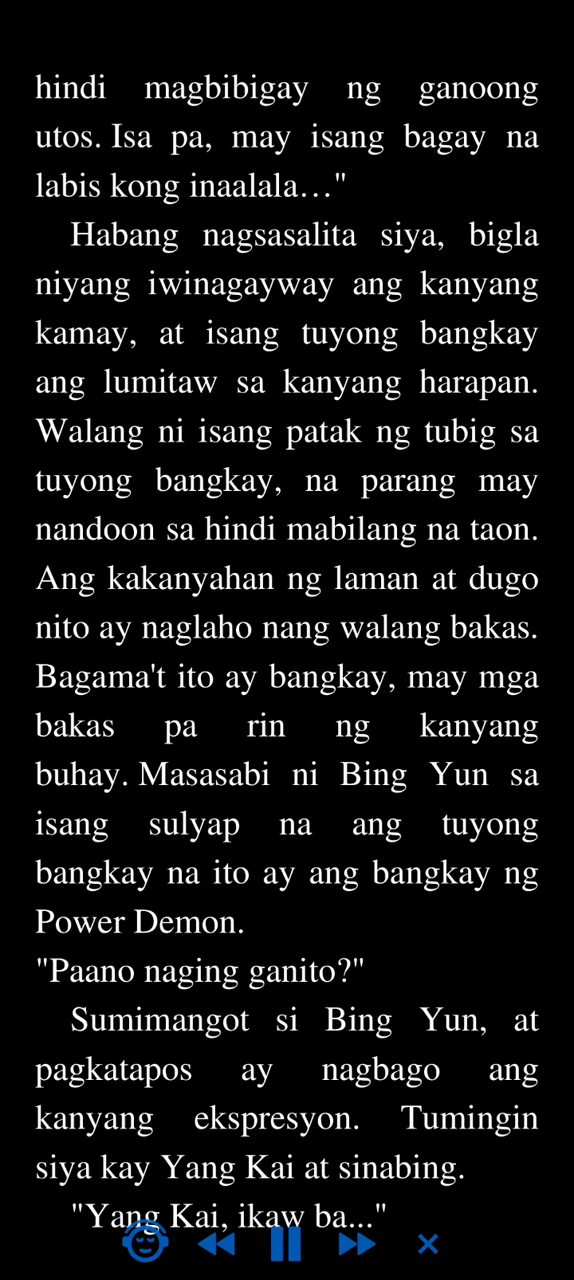 hindi magbibigay ng ganoong
utos. Isa pa, may isang bagay na
labis kong inaalala…"
Habang nagsasalita siya, bigla
niyang iwinagayway ang kanyang
kamay, at isang tuyong bangkay
ang lumitaw sa kanyang harapan.
Walang ni isang patak ng tubig sa
tuyong bangkay, na parang may
nandoon sa hindi mabilang na taon.
Ang kakanyahan ng laman at dugo
nito ay naglaho nang walang bakas.
Bagama't ito ay bangkay, may mga
bakas pa rin ng kanyang
buhay. Masasabi ni Bing Yun sa
isang sulyap na ang tuyong
bangkay na ito ay ang bangkay ng
Power Demon.
"Paano naging ganito?"
Sumimangot si Bing Yun, at
pagkatapos ay nagbago ang
kanyang ekspresyon. Tumingin
siya kay Yang Kai at sinabing.
"Yang Kai, ikaw ba..."